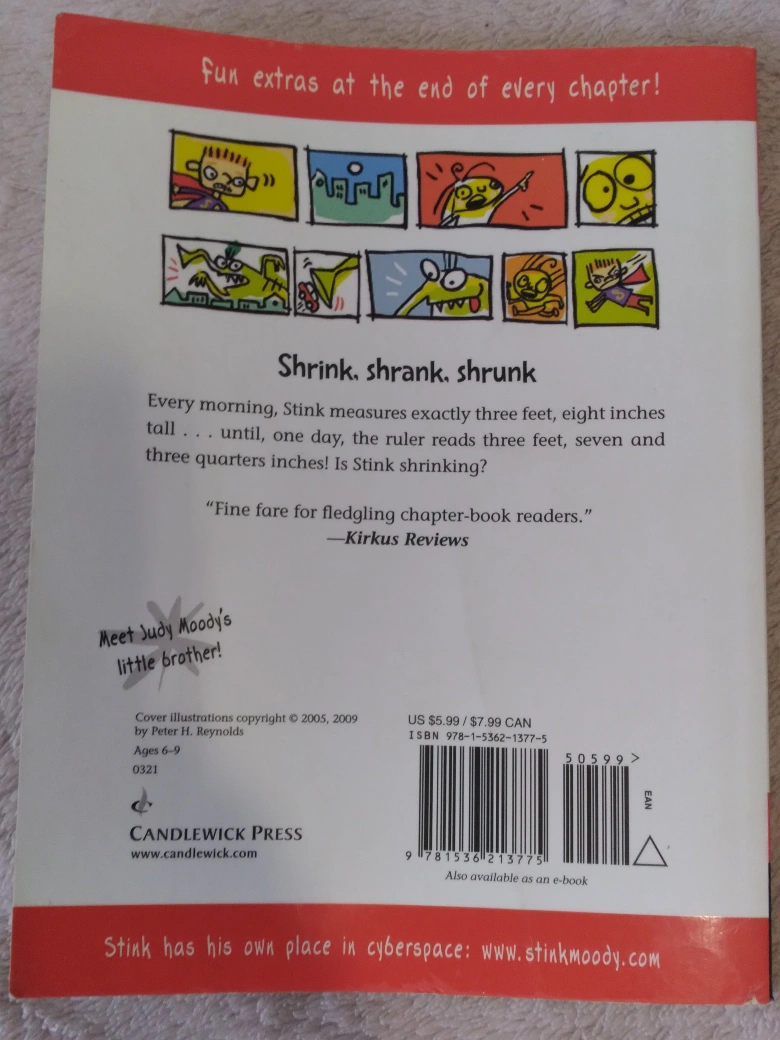 Fun extras at the end of every chapter!
Shrink, shrank, shrunk
Every morning, Stink measures exactly three feet, eight inches
tall . . . until, one day, the ruler reads three feet, seven and
three quarters inches! Is Stink shrinking?
“Fine fare for fledgling chapter-book readers.”
—Kirkus Reviews
Meet Judy Moody's
little brother!
Cover illustrations copyright © 2005, 2009
by Peter H. Reynolds
Ages 6–9
0321
CANDLEWICK PRESS
www.candlewick.com
US $5.99 / $7.99 CAN
ISBN 978-1-5362-1377-5
50599>
EAN
9 781536 213775
Also available as an e-book
Stink has his own place in cyberspace: www.stinkmoody.com